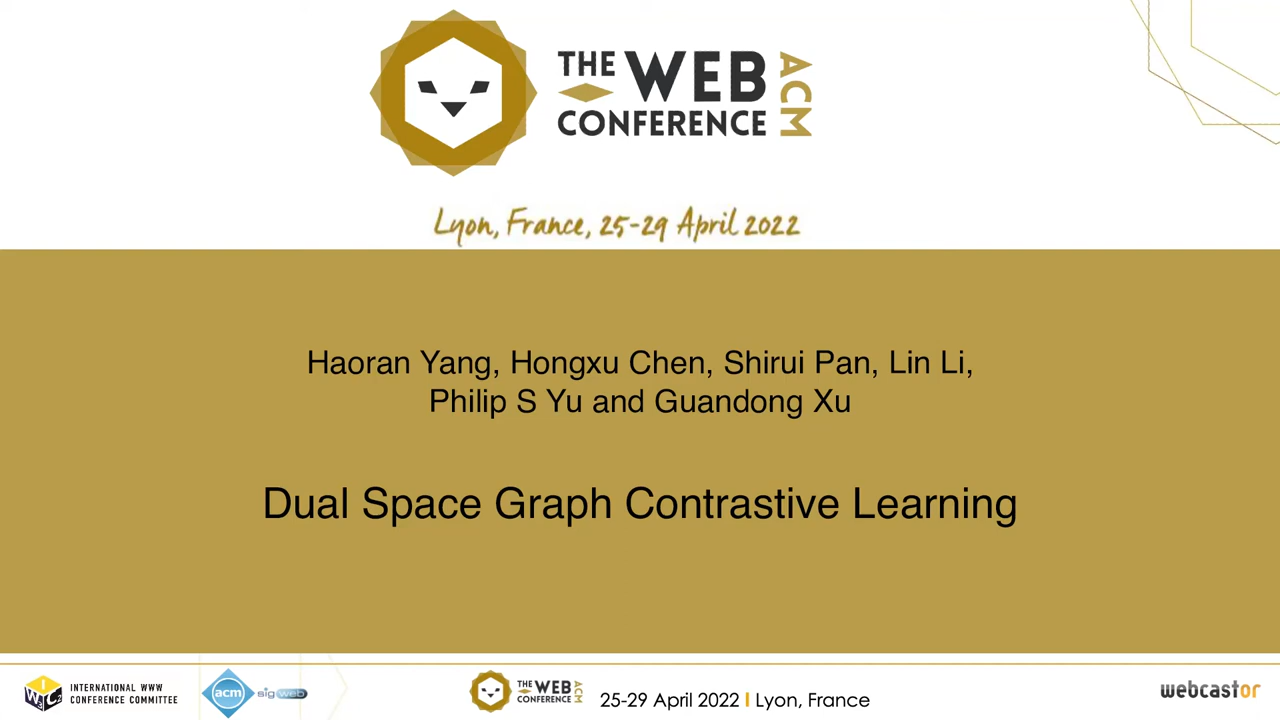 THE WEB ACM
CONFERENCE
Lyon, France, 25-29 April 2022
Haoran Yang, Hongxu Chen, Shirui Pan, Lin Li,
Philip S Yu and Guandong Xu
Dual Space Graph Contrastive Learning
IW3C2 INTERNATIONAL WWW
CONFERENCE COMMITTEE
acm sigweb
THE WEB ACM
CONFERENCE
25-29 April 2022 I Lyon, France
webcastor